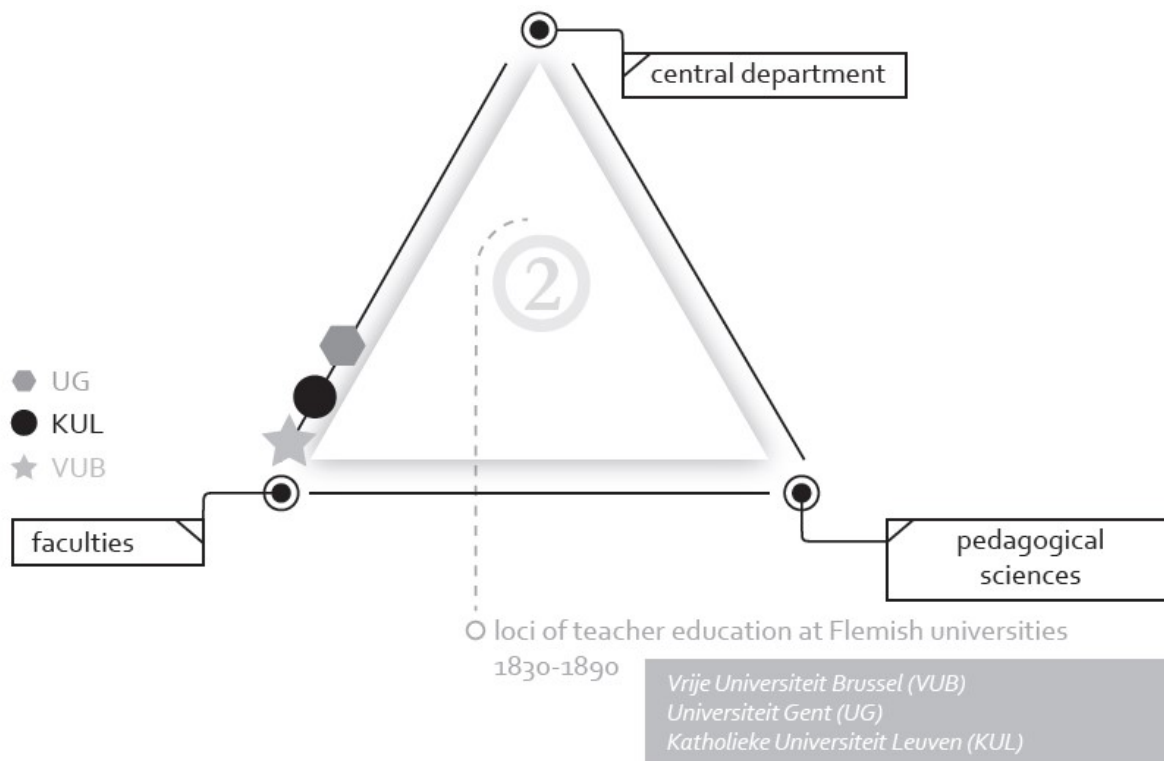 central department
2
UG
KUL
VUB
faculties
pedagogical
sciences
loci of teacher education at Flemish universities
1830-1890
Vrije Universiteit Brussel (VUB)
Universiteit Gent (UG)
Katholieke Universiteit Leuven (KUL)